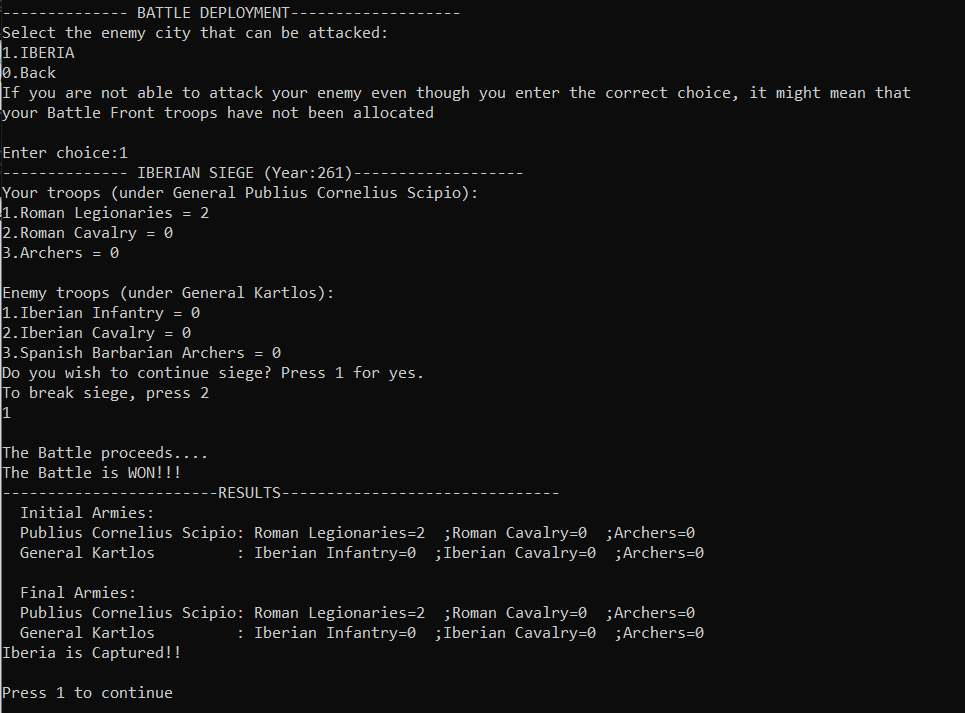 -------------- BATTLE DEPLOYMENT-------------------
Select the enemy city that can be attacked:
1.IBERIA
0.Back
If you are not able to attack your enemy even though you enter the correct choice, it might mean that
your Battle Front troops have not been allocated
Enter choice:1
-------------- IBERIAN SIEGE (Year:261)-------------------
Your troops (under General Publius Cornelius Scipio):
1.Roman Legionaries = 2
2.Roman Cavalry = 0
3.Archers = 0
Enemy troops (under General Kartlos):
1.Iberian Infantry = 0
2.Iberian Cavalry = 0
3.Spanish Barbarian Archers = 0
Do you wish to continue siege? Press 1 for yes.
To break siege, press 2
1
The Battle proceeds....
The Battle is WON!!!
------------------------RESULTS-------------------------------
Initial Armies:
Publius Cornelius Scipio: Roman Legionaries=2  ;Roman Cavalry=0  ;Archers=0
General Kartlos         : Iberian Infantry=0  ;Iberian Cavalry=0  ;Archers=0
Final Armies:
Publius Cornelius Scipio: Roman Legionaries=2  ;Roman Cavalry=0  ;Archers=0
General Kartlos         : Iberian Infantry=0  ;Iberian Cavalry=0  ;Archers=0
Iberia is Captured!!
Press 1 to continue